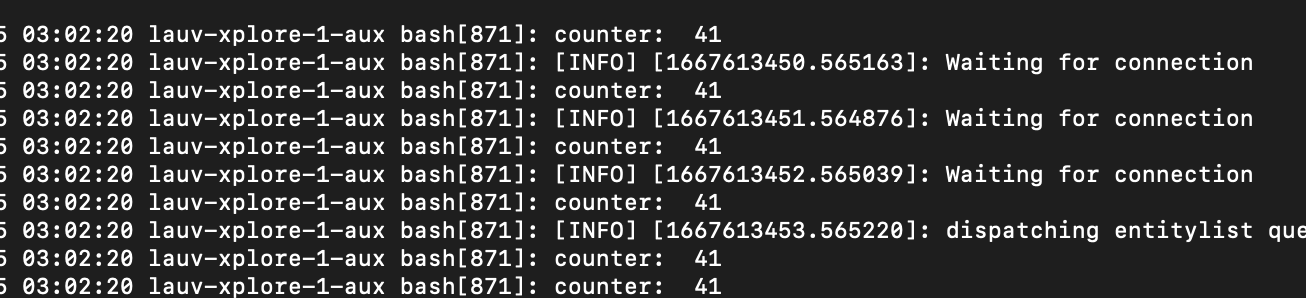 5 03:02:20 lauv-xplore-1-aux bash[871]: counter:  41
5 03:02:20 lauv-xplore-1-aux bash[871]: [INFO] [1667613450.565163]: Waiting for connection
5 03:02:20 lauv-xplore-1-aux bash[871]: counter:  41
5 03:02:20 lauv-xplore-1-aux bash[871]: [INFO] [1667613451.564876]: Waiting for connection
5 03:02:20 lauv-xplore-1-aux bash[871]: counter:  41
5 03:02:20 lauv-xplore-1-aux bash[871]: [INFO] [1667613452.565039]: Waiting for connection
5 03:02:20 lauv-xplore-1-aux bash[871]: counter:  41
5 03:02:20 lauv-xplore-1-aux bash[871]: [INFO] [1667613453.565220]: dispatching entitylist que
5 03:02:20 lauv-xplore-1-aux bash[871]: counter:  41
5 03:02:20 lauv-xplore-1-aux bash[871]: counter:  41